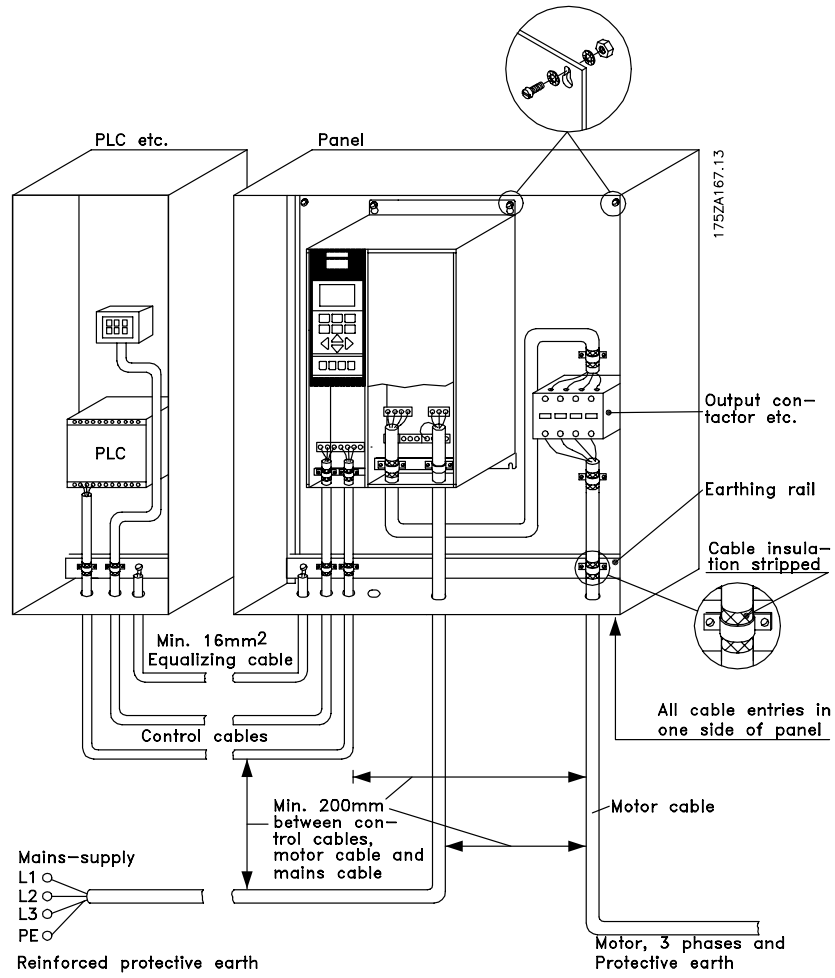 PLC etc.
Panel
175ZA167.13
PLC
Output con-
tactor etc.
Earthing rail
Cable insula-
tion stripped
Min. 16mm2
Equalizing cable
Control cables
All cable entries in
one side of panel
Min. 200mm
between con-
trol cables,
motor cable and
mains cable
Motor cable
Mains-supply
L1
L2
L3
PE
Reinforced protective earth
Motor, 3 phases and
Protective earth